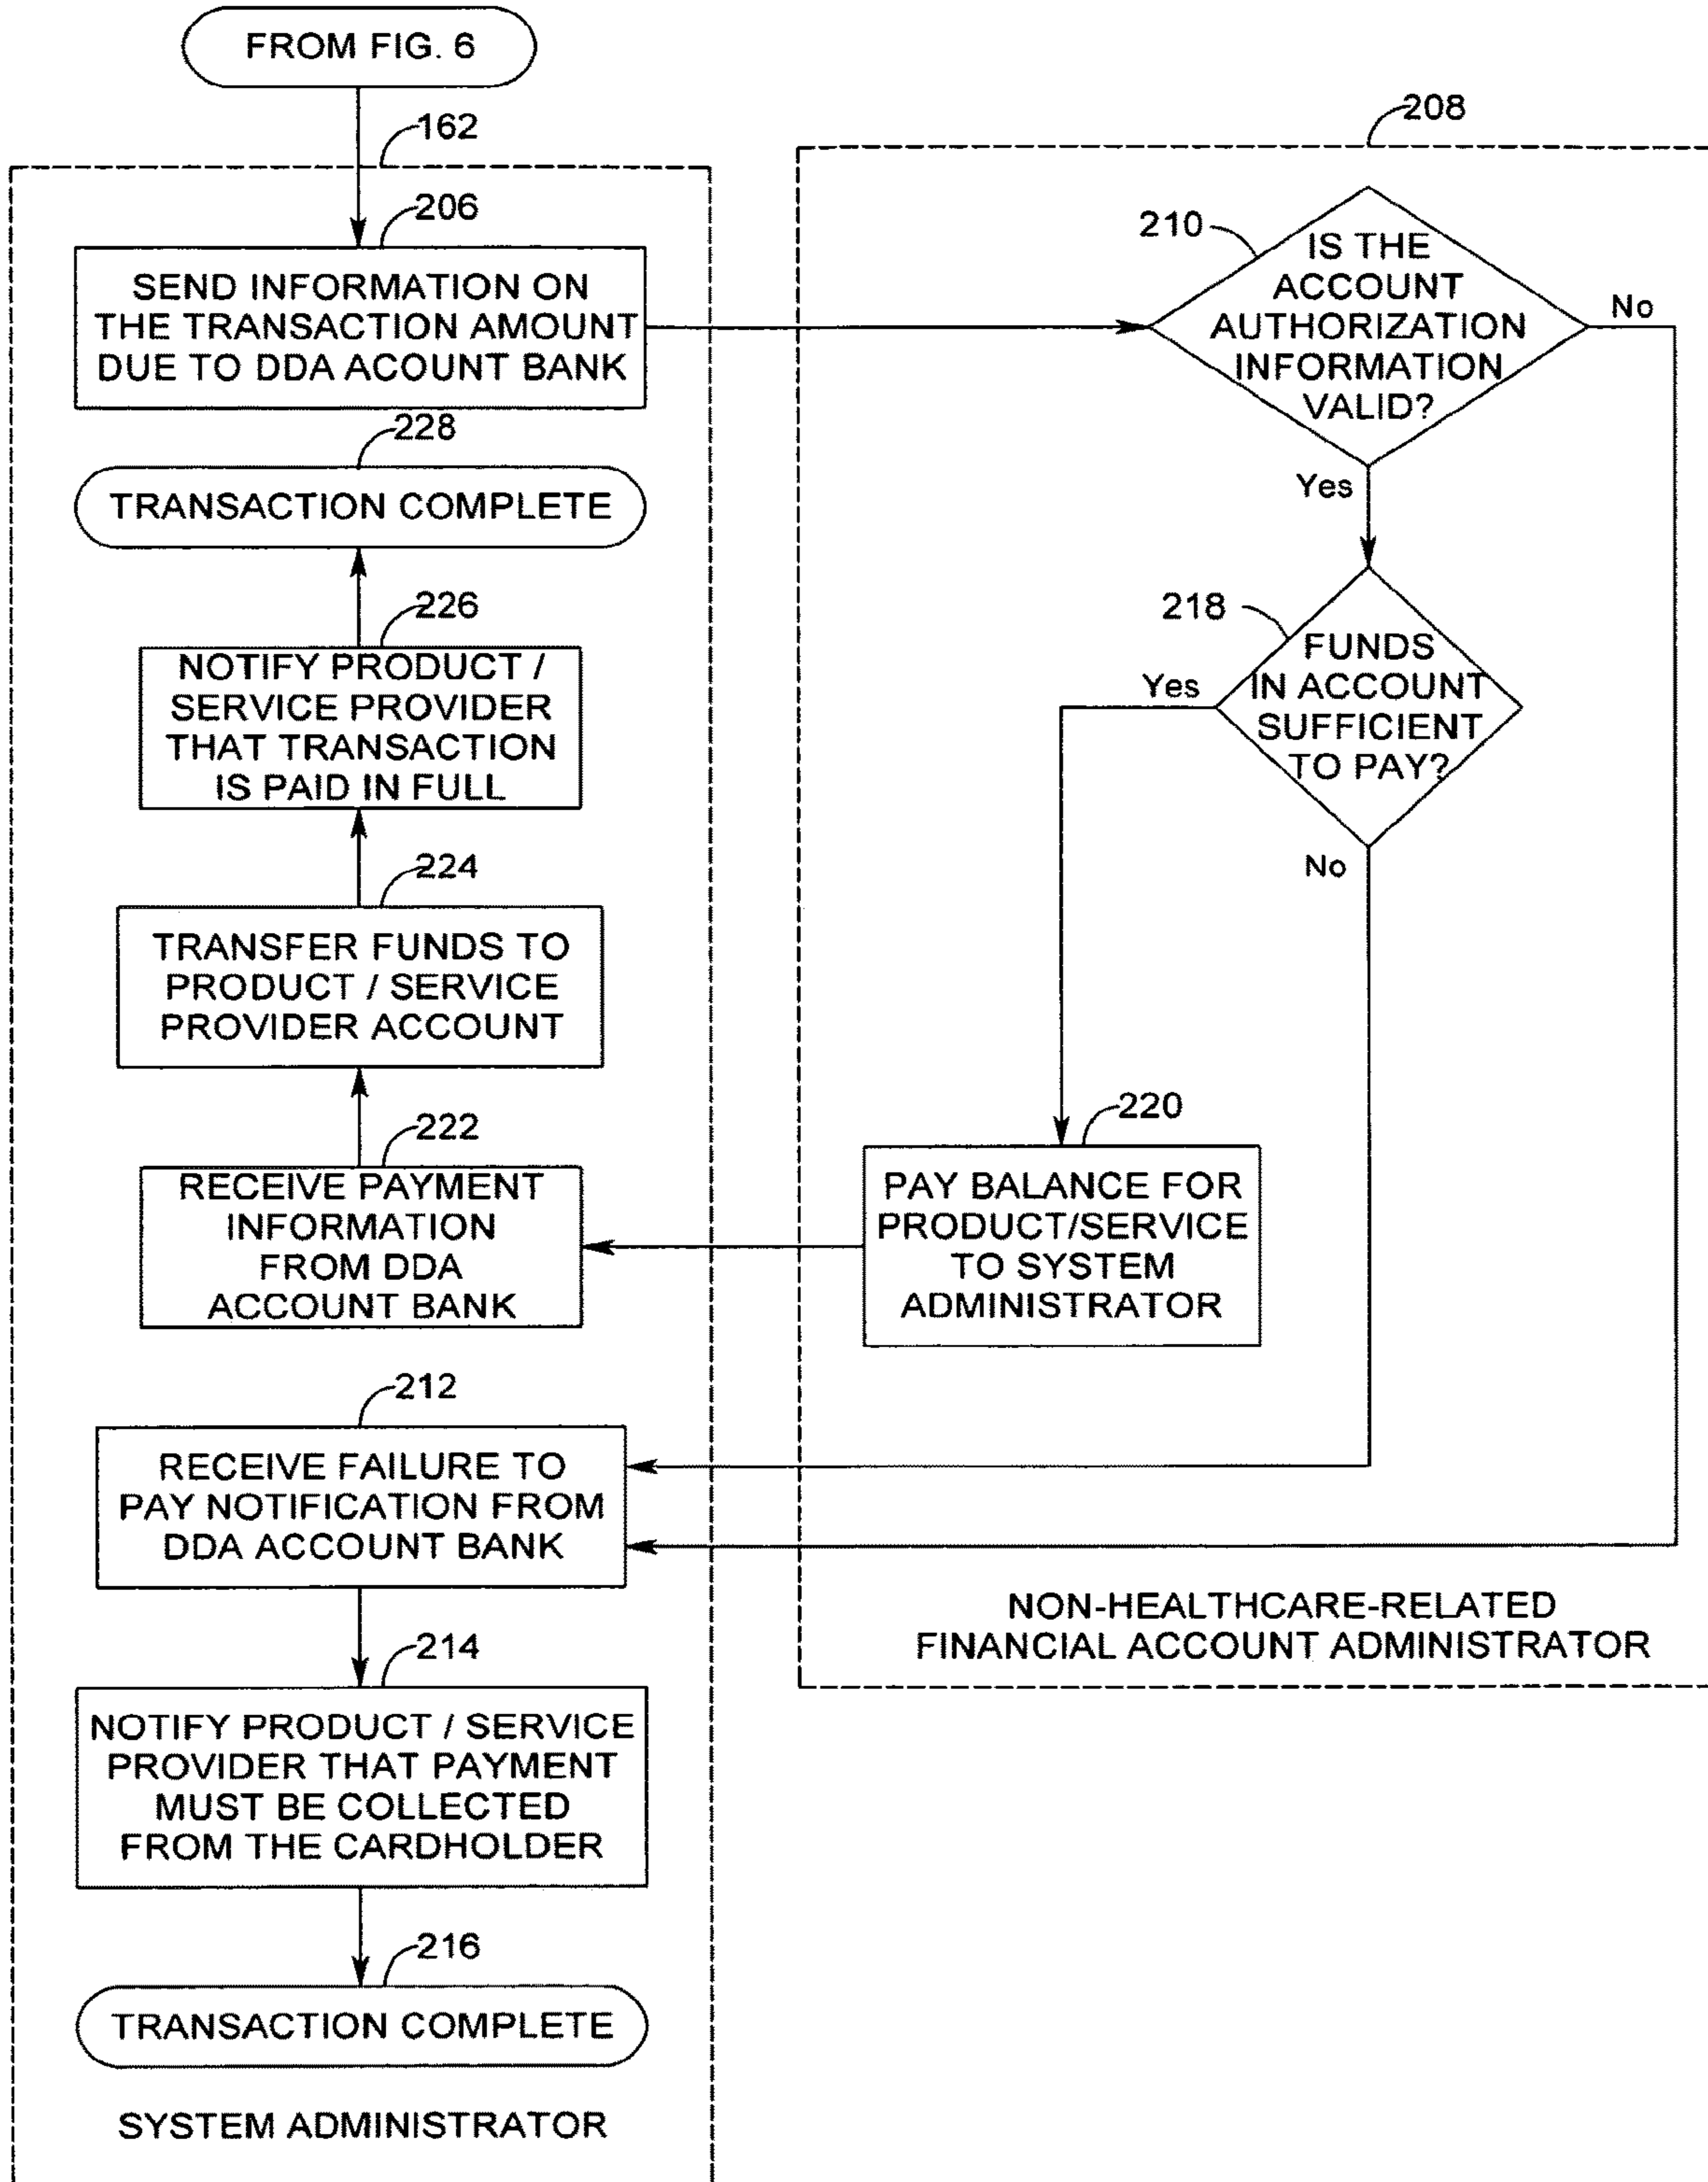 FROM FIG. 6
162
208
206
SEND INFORMATION ON
THE TRANSACTION AMOUNT
DUE TO DDA ACOUNT BANK
210
IS THE
ACCOUNT
AUTHORIZATION
INFORMATION
VALID?
No
Yes
228
TRANSACTION COMPLETE
226
NOTIFY PRODUCT /
SERVICE PROVIDER
THAT TRANSACTION
IS PAID IN FULL
218
FUNDS
IN ACCOUNT
SUFFICIENT
TO PAY?
Yes
No
224
TRANSFER FUNDS TO
PRODUCT / SERVICE
PROVIDER ACCOUNT
222
RECEIVE PAYMENT
INFORMATION
FROM DDA
ACCOUNT BANK
220
PAY BALANCE FOR
PRODUCT/SERVICE
TO SYSTEM
ADMINISTRATOR
212
RECEIVE FAILURE TO
PAY NOTIFICATION FROM
DDA ACCOUNT BANK
NON-HEALTHCARE-RELATED
FINANCIAL ACCOUNT ADMINISTRATOR
214
NOTIFY PRODUCT / SERVICE
PROVIDER THAT PAYMENT
MUST BE COLLECTED
FROM THE CARDHOLDER
216
TRANSACTION COMPLETE
SYSTEM ADMINISTRATOR